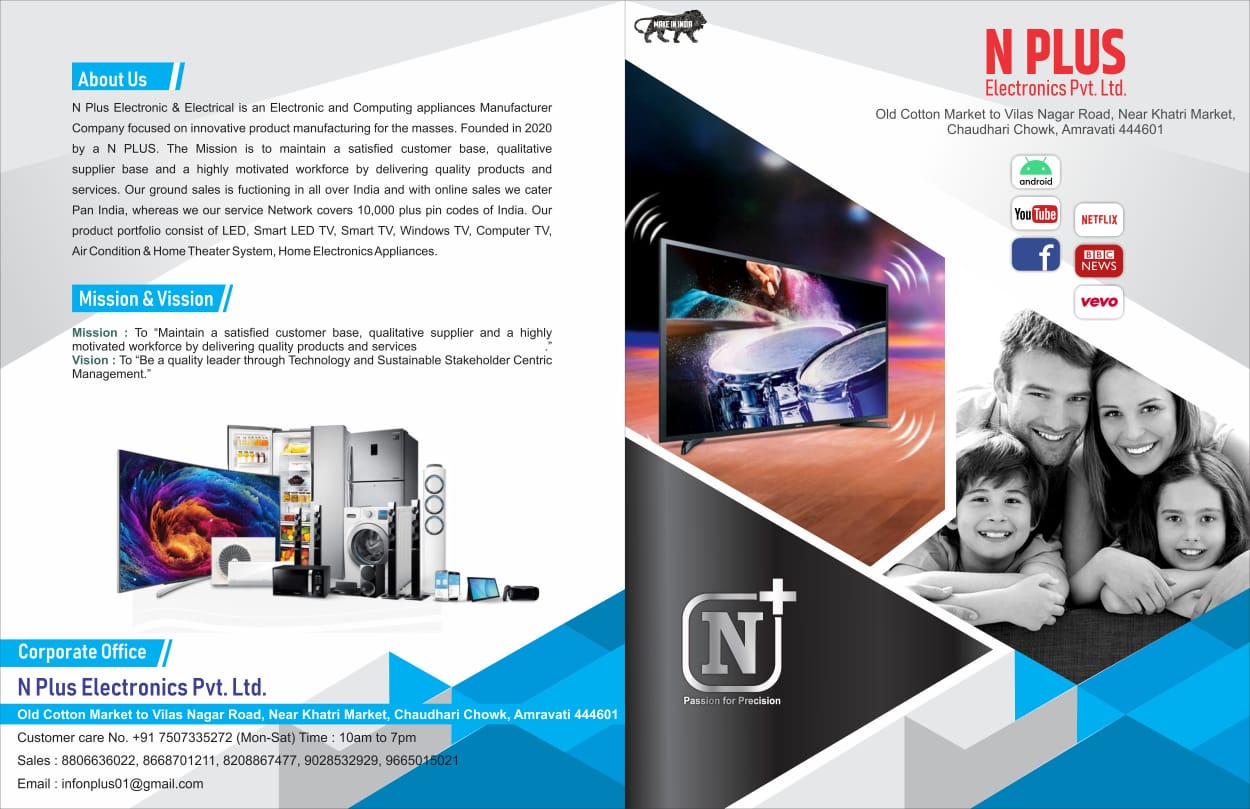 About Us
N Plus Electronic & Electrical is an Electronic and Computing appliances Manufacturer
Company focused on innovative product manufacturing for the masses. Founded in 2020
by a N PLUS. The Mission is to maintain a satisfied customer base, qualitative
supplier base and a highly motivated workforce by delivering quality products and
services. Our ground sales is fuctioning in all over India and with online sales we cater
Pan India, whereas we our service Network covers 10,000 plus pin codes of India. Our
product portfolio consist of LED, Smart LED TV, Smart TV, Windows TV, Computer TV,
Air Condition & Home Theater System, Home Electronics Appliances.
Mission & Vission
Mission : To “Maintain a satisfied customer base, qualitative supplier and a highly
motivated workforce by delivering quality products and services .”
Vision : To “Be a quality leader through Technology and Sustainable Stakeholder Centric
Management.”
Corporate Office
N Plus Electronics Pvt. Ltd.
Old Cotton Market to Vilas Nagar Road, Near Khatri Market, Chaudhari Chowk, Amravati 444601
Customer care No. +91 7507335272 (Mon-Sat) Time : 10am to 7pm
Sales : 8806636022, 8668701211, 8208867477, 9028532929, 9665015021
Email : infonplus01@gmail.com
MAKE IN INDIA
N PLUS
Electronics Pvt. Ltd.
Old Cotton Market to Vilas Nagar Road, Near Khatri Market,
Chaudhari Chowk, Amravati 444601
android
YouTube
NETFLIX
f
BBC
NEWS
vevo
N+
Passion for Precision